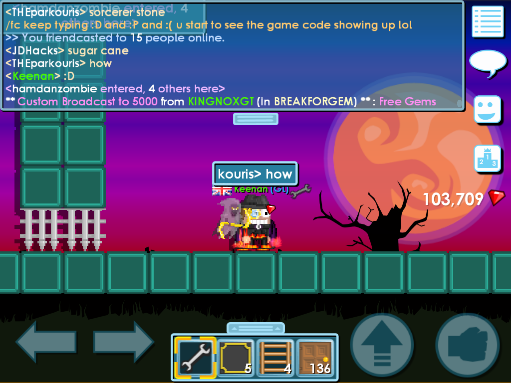 <THEparkouris> sorcerer stone
/fc keep typing :D and :P and :( u start to see the game code showing up lol
>> You friendcasted to 15 people online.
<JDHacks> sugar cane
<THEparkouris> how
<Keenan> :D
<hamdanzombie entered, 4 others here>
** Custom Broadcast to 5000 from KINGNOXGT (in BREAKFORGEM) ** : Free Gems
kouris> how
Keenan [GT]
103,709
5
4
136